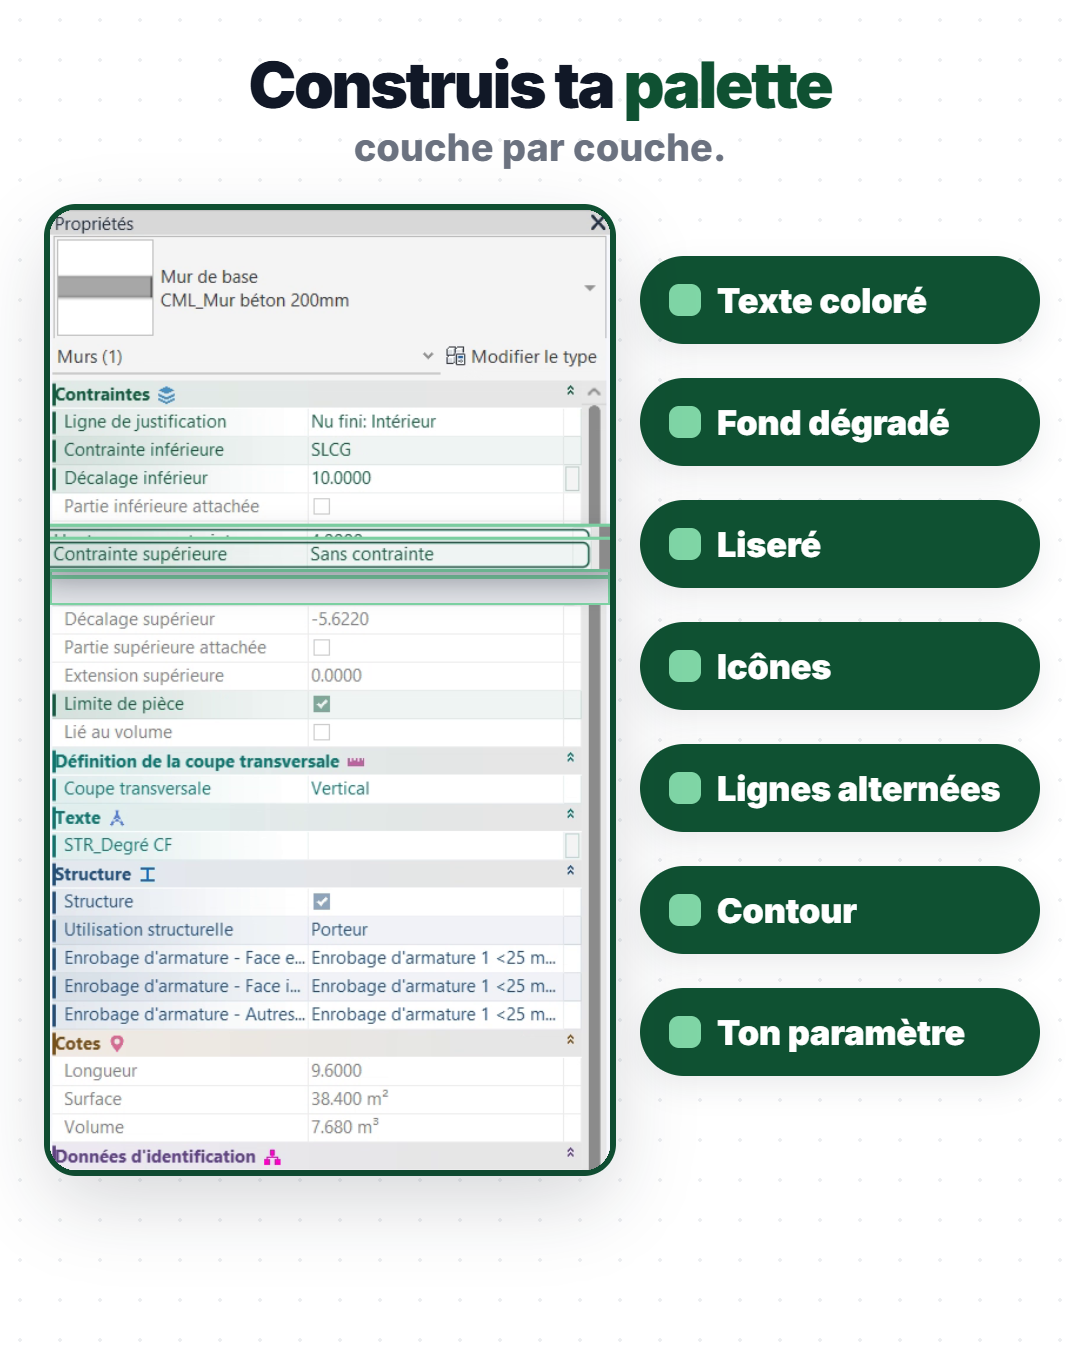 Construis ta palette
couche par couche.
Propriétés
Mur de base
CML_Mur béton 200mm
Murs (1)
Modifier le type
Contraintes
Ligne de justification Nu fini: Intérieur
Contrainte inférieure SLCG
Décalage inférieur 10.0000
Partie inférieure attachée
Contrainte supérieure Sans contrainte
Décalage supérieur -5.6220
Partie supérieure attachée
Extension supérieure 0.0000
Limite de pièce
Lié au volume
Définition de la coupe transversale
Coupe transversale Vertical
Texte
STR_Degré CF
Structure
Structure
Utilisation structurelle Porteur
Enrobage d'armature - Face e... Enrobage d'armature 1 <25 m...
Enrobage d'armature - Face i... Enrobage d'armature 1 <25 m...
Enrobage d'armature - Autres... Enrobage d'armature 1 <25 m...
Cotes
Longueur 9.6000
Surface 38.400 m²
Volume 7.680 m³
Données d'identification
Texte coloré
Fond dégradé
Liseré
Icônes
Lignes alternées
Contour
Ton paramètre